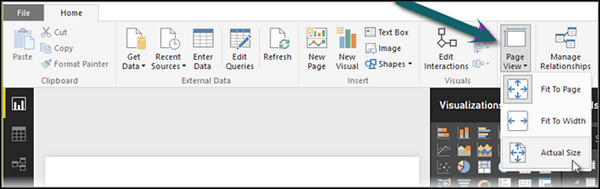 File
Home
Paste
Cut
Copy
Format Painter
Clipboard
Get
Data
Recent
Sources
Enter
Data
Edit
Queries
External Data
Refresh
New
Page
New
Visual
Text Box
Image
Shapes
Insert
Edit
Interactions
Visuals
Page
View
Manage
Relationships
Fit To Page
Fit To Width
Actual Size
Visualizations